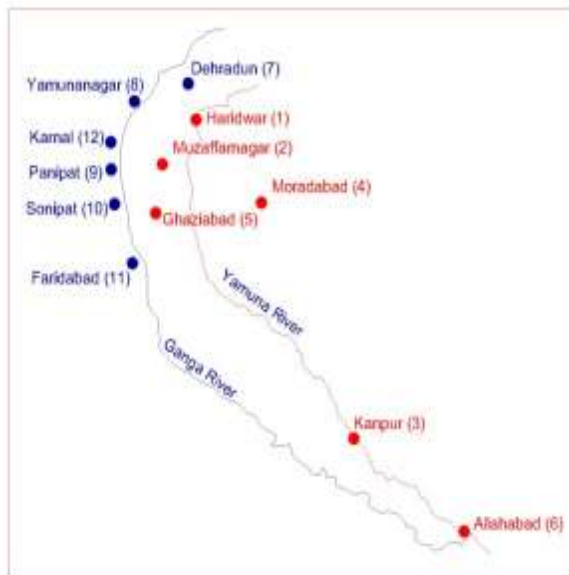 Dehradun (7)
Yamunanagar (8)
Haridwar (1)
Karnal (12)
Muzaffarnagar (2)
Panipat (9)
Moradabad (4)
Sonipat (10)
Ghaziabad (5)
Faridabad (11)
Yamuna River
Ganga River
Kanpur (3)
Allahabad (6)